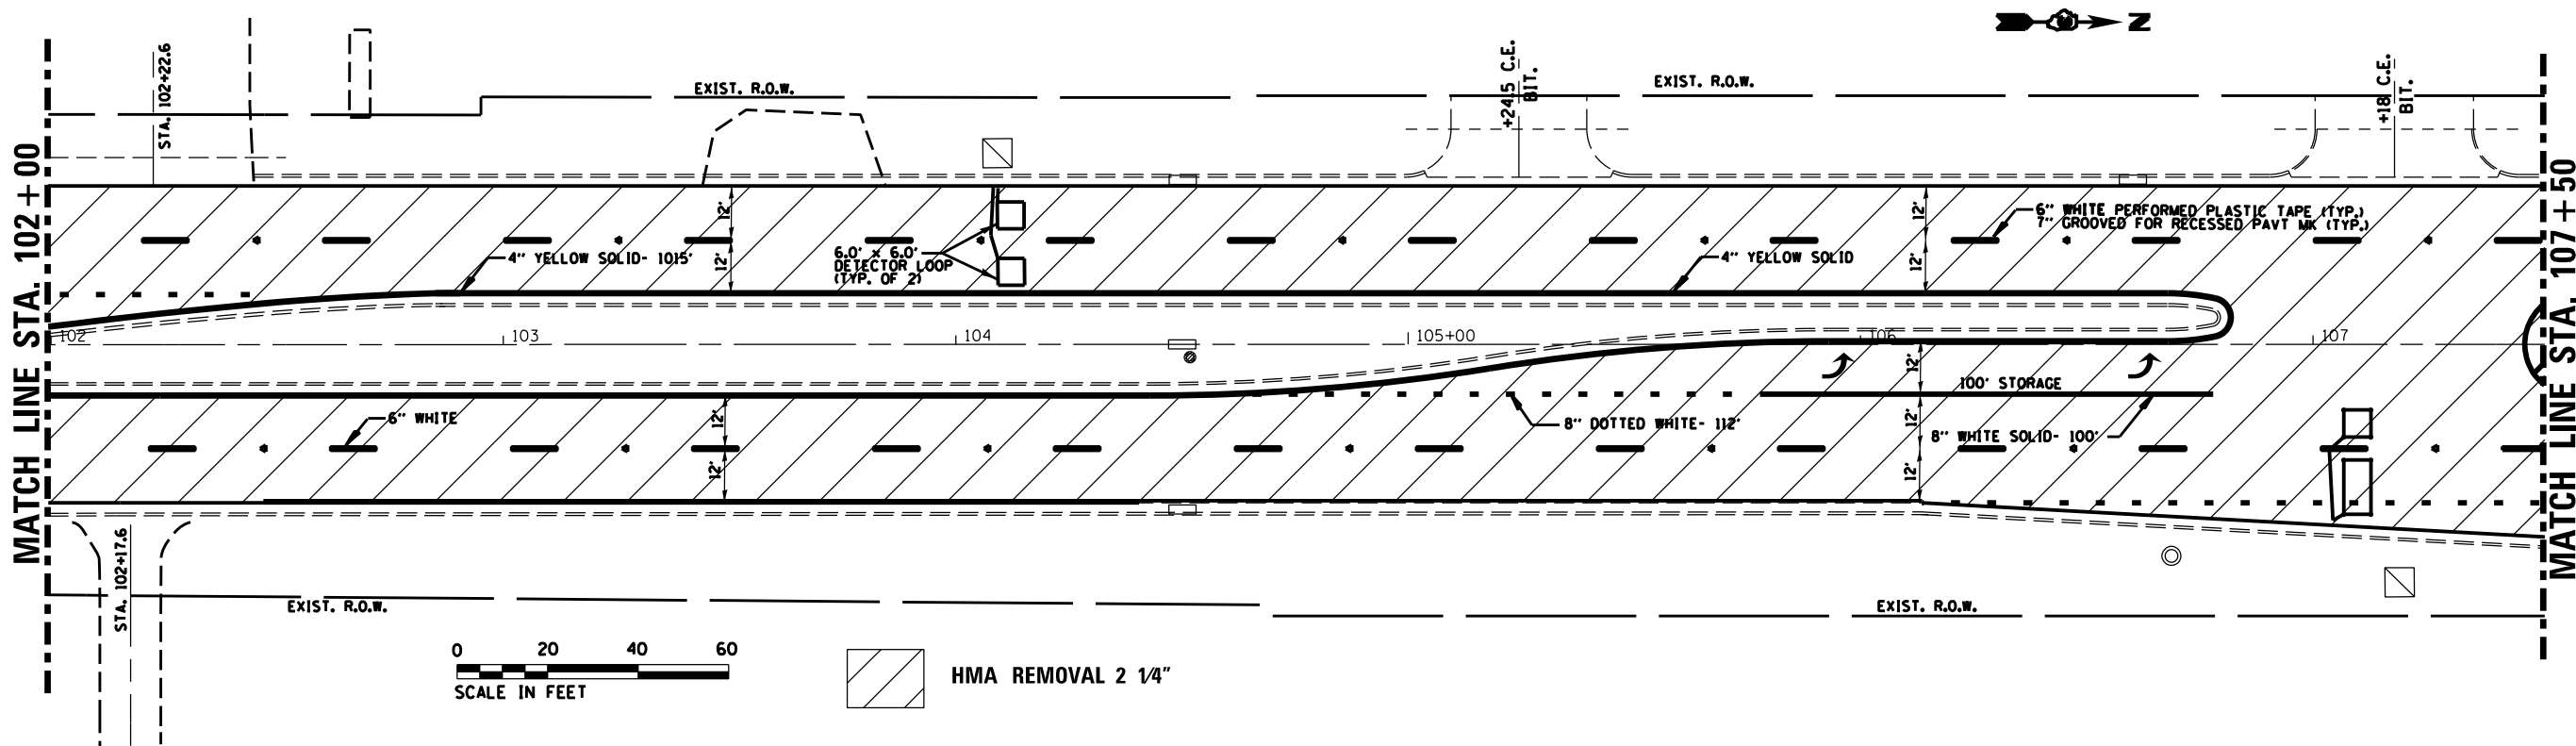 N
MATCH LINE STA. 102+00
STA. 102+22.6
EXIST. R.O.W.
+24.5 C.E.
BIT.
EXIST. R.O.W.
+18 C.E.
BIT.
MATCH LINE STA. 107+50
12'
12'
4" YELLOW SOLID- 1015'
6.0' x 6.0'
DETECTOR LOOP
(TYP. OF 2)
4" YELLOW SOLID
12'
12'
6" WHITE PERFORMED PLASTIC TAPE (TYP.)
7" GROOVED FOR RECESSED PAVT MK (TYP.)
102
103
104
105+00
106
107
12'
100' STORAGE
6" WHITE
12'
12'
8" DOTTED WHITE- 112'
12'
8" WHITE SOLID- 100'
12'
STA. 102+17.6
EXIST. R.O.W.
EXIST. R.O.W.
0 20 40 60
SCALE IN FEET
HMA REMOVAL 2 1/4"